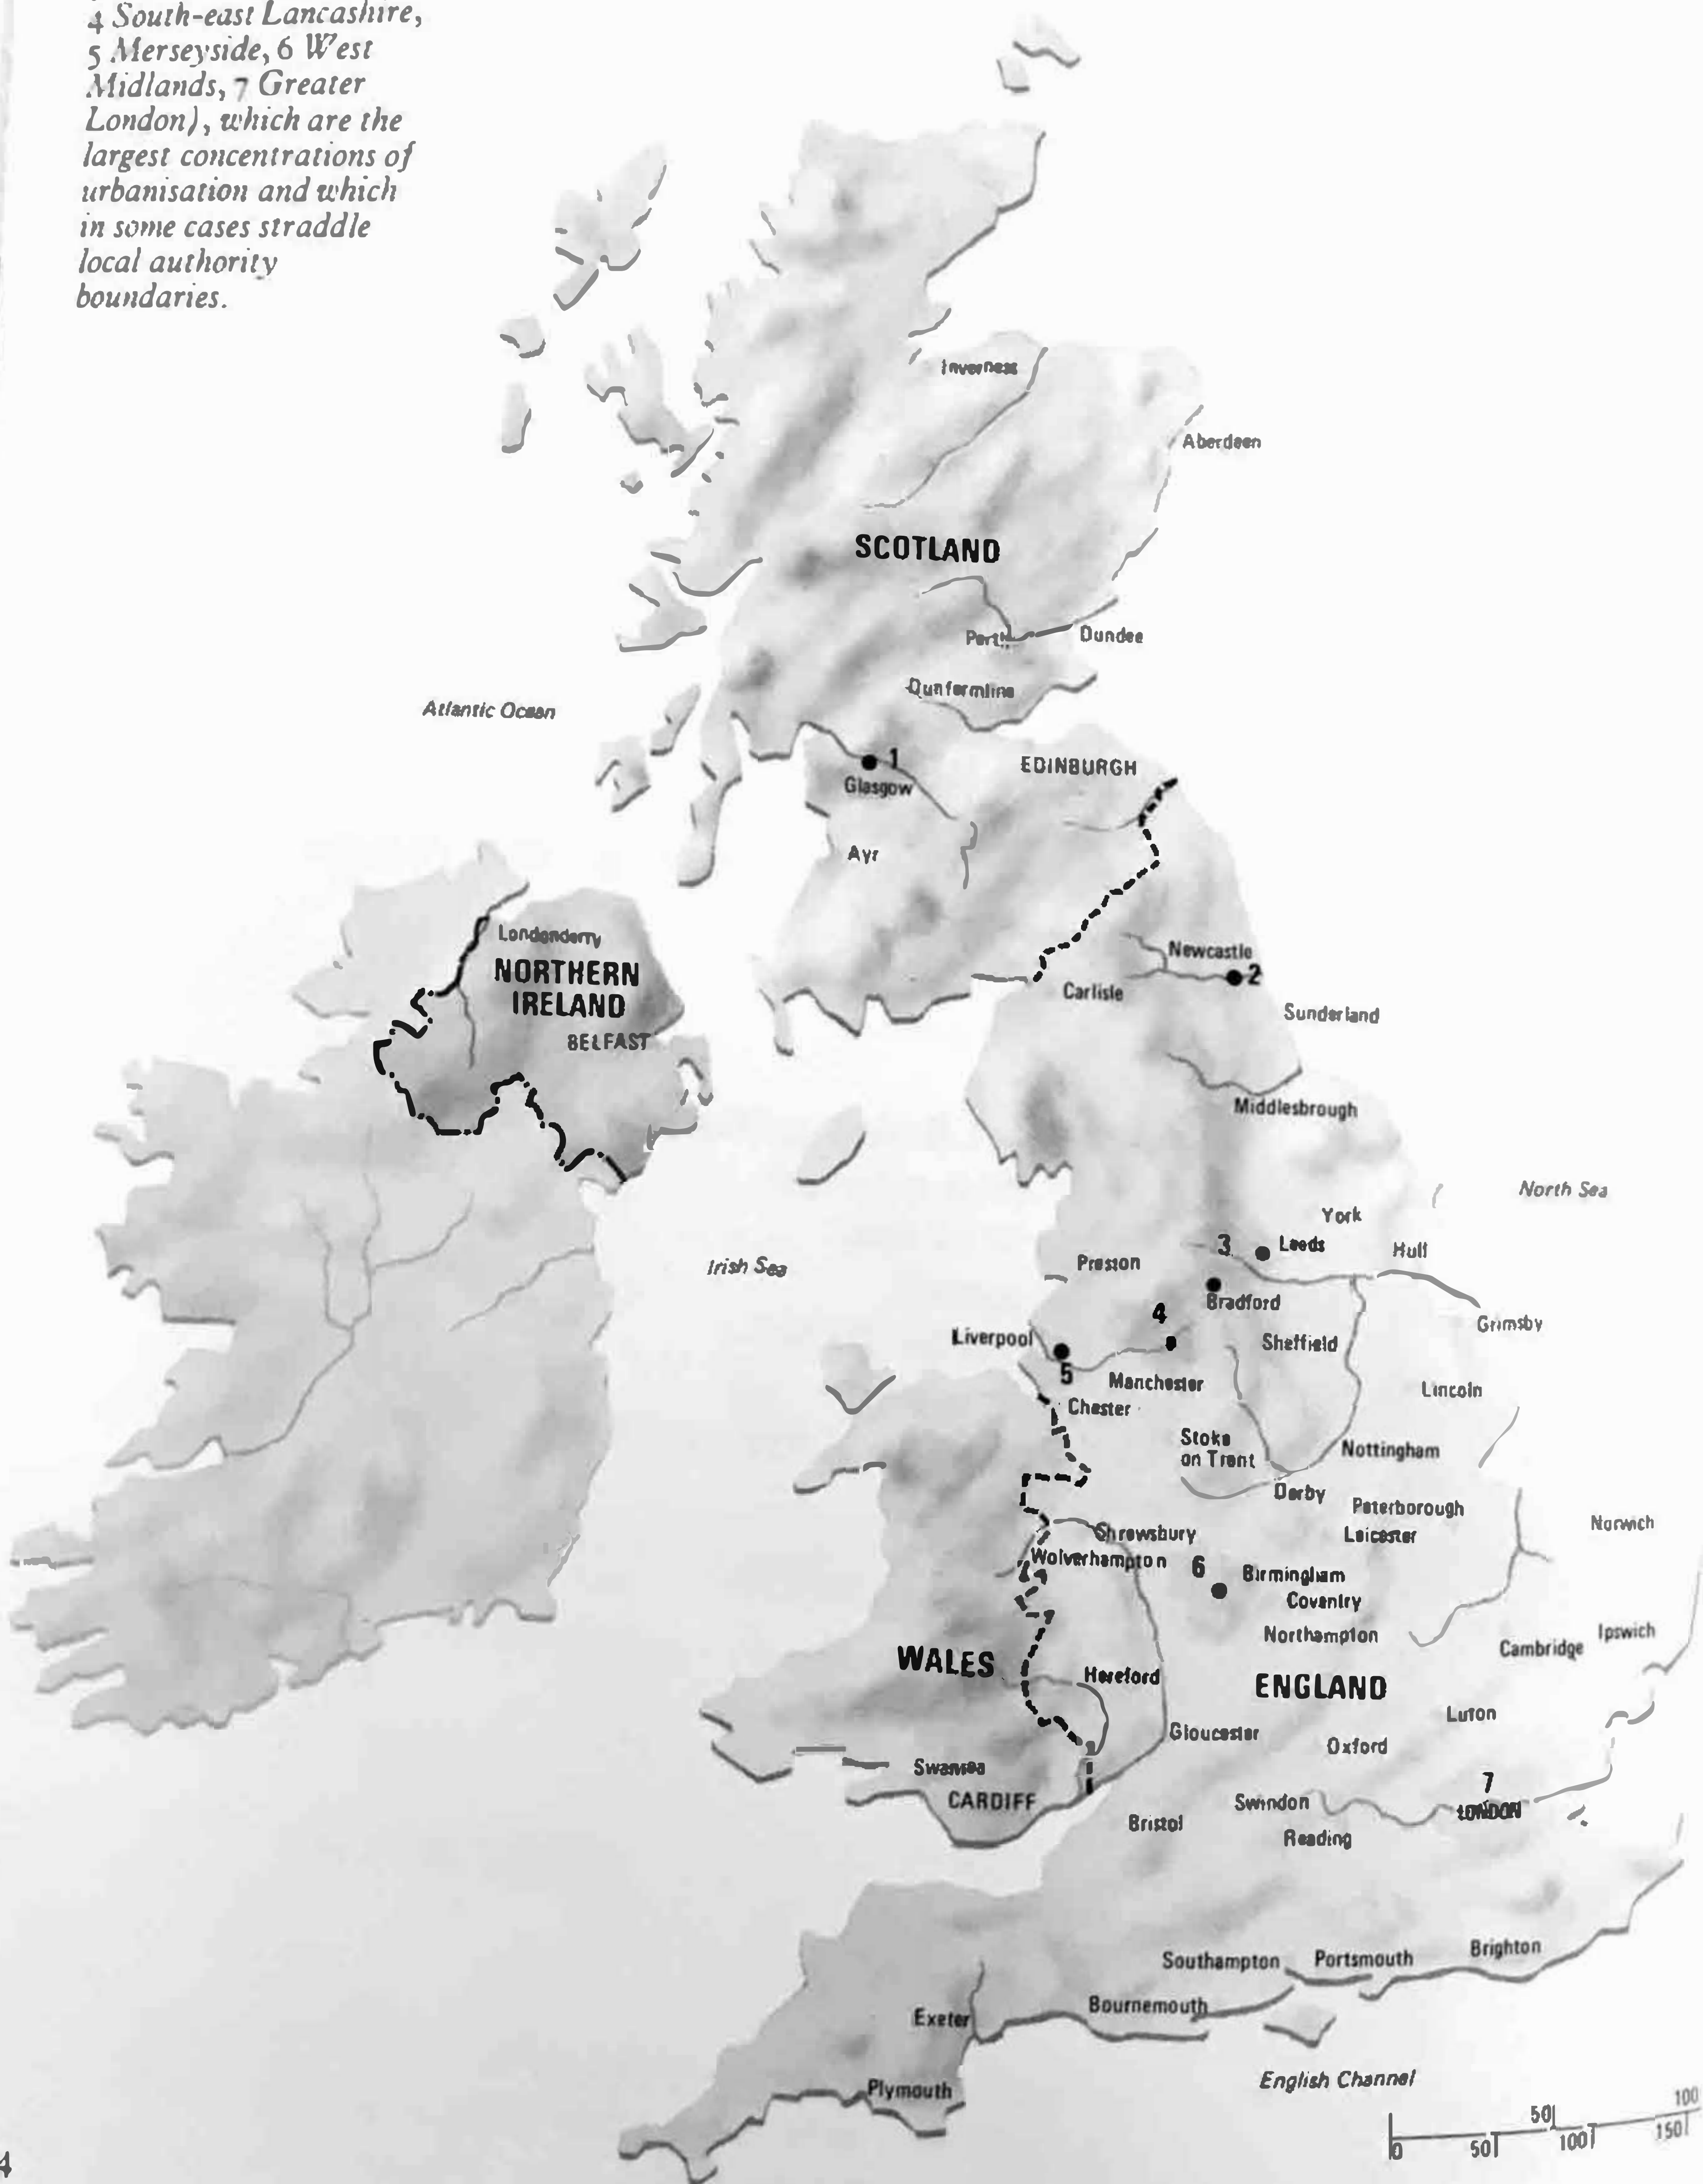 4 South-east Lancashire,
5 Merseyside, 6 West
Midlands, 7 Greater
London), which are the
largest concentrations of
urbanisation and which
in some cases straddle
local authority
boundaries.
Inverness
Aberdeen
SCOTLAND
Perth
Dundee
Dunfermline
Atlantic Ocean
1
Glasgow
EDINBURGH
Ayr
Londonderry
NORTHERN
IRELAND
BELFAST
Newcastle
2
Carlisle
Sunderland
Middlesbrough
North Sea
York
3
Leeds
Hull
Irish Sea
Preston
Bradford
4
Grimsby
Liverpool
Sheffield
5
Manchester
Lincoln
Chester
Stoke
on Trent
Nottingham
Derby
Peterborough
Norwich
Shrewsbury
Leicester
Wolverhampton
6
Birmingham
Coventry
Northampton
Ipswich
Cambridge
WALES
Hereford
ENGLAND
Luton
Gloucester
Oxford
Swansea
7
CARDIFF
Swindon
LONDON
Bristol
Reading
Southampton
Portsmouth
Brighton
Bournemouth
Exeter
English Channel
Plymouth
50
100
0
50
100
150
4